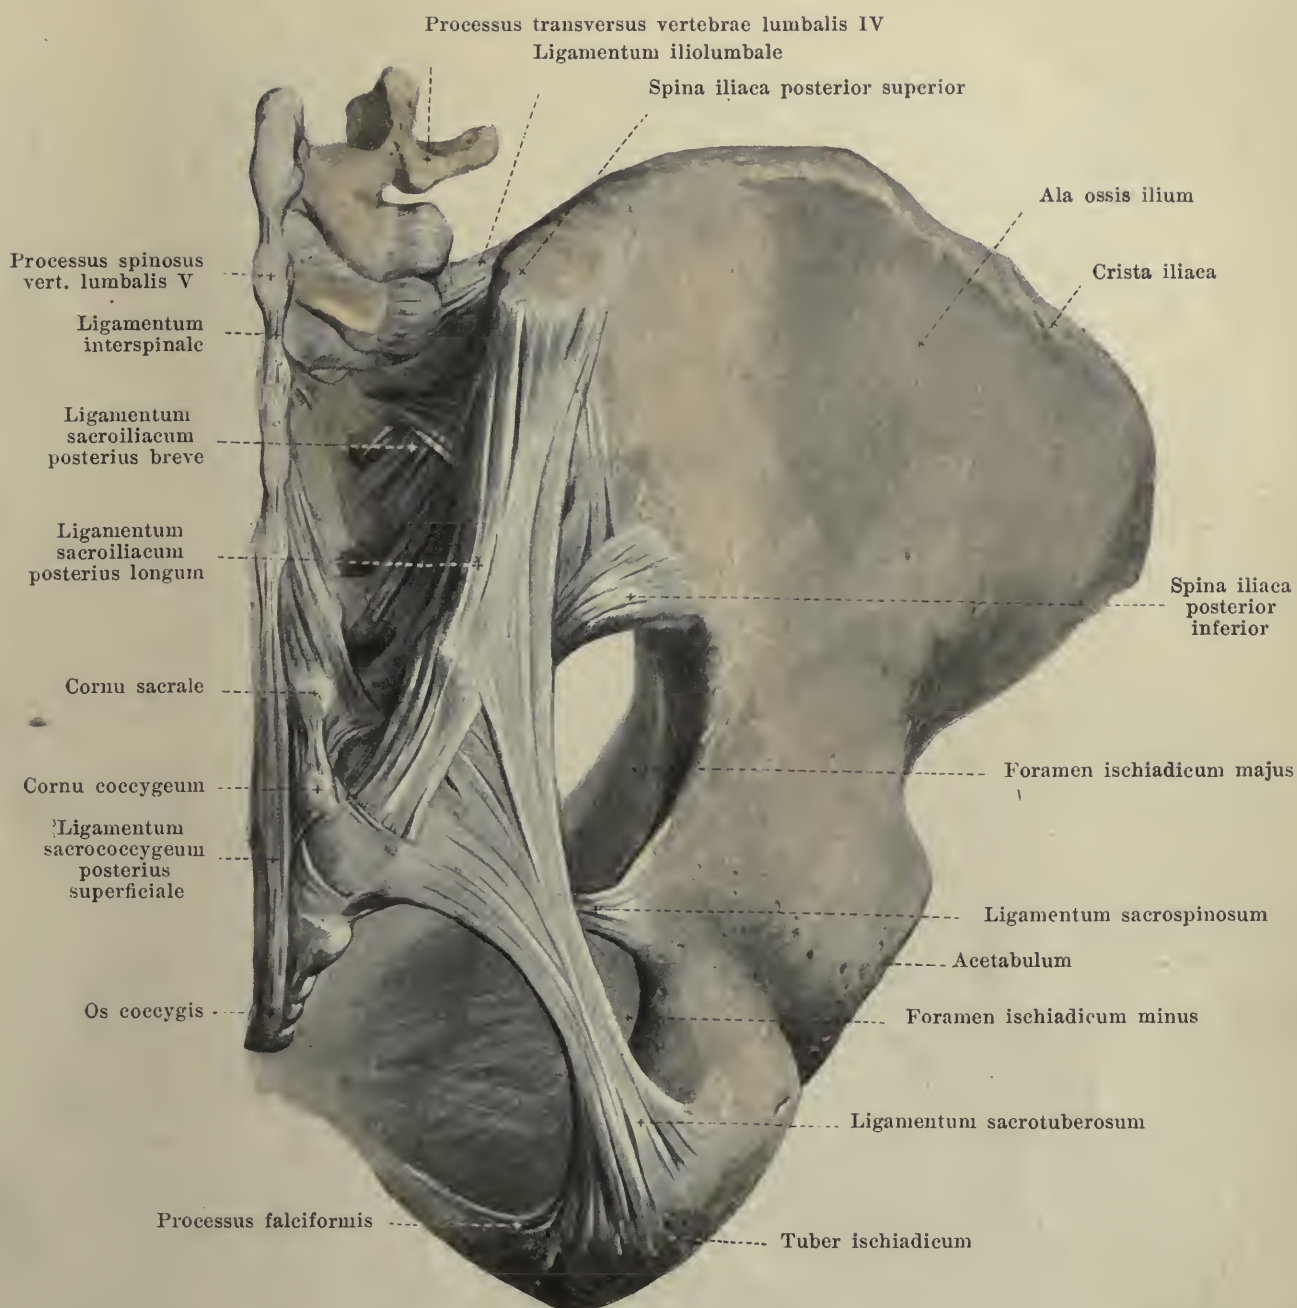 Processus transversus vertebrae lumbalis IV
Ligamentum iliolumbale
Spina iliaca posterior superior
Ala ossis ilium
Crista iliaca
Processus spinosus
vert. lumbalis V
Ligamentum
interspinale
Ligamentum
sacroiliacum
posterius breve
Ligamentum
sacroiliacum
posterius longum
Spina iliaca
posterior
inferior
Cornu sacrale
Foramen ischiadicum majus
Cornu coccygeum
Ligamentum
sacrococcygeum
posterius
superficiale
Ligamentum sacrospinosum
Acetabulum
Os coccygis
Foramen ischiadicum minus
Ligamentum sacrotuberosum
Processus falciformis
Tuber ischiadicum